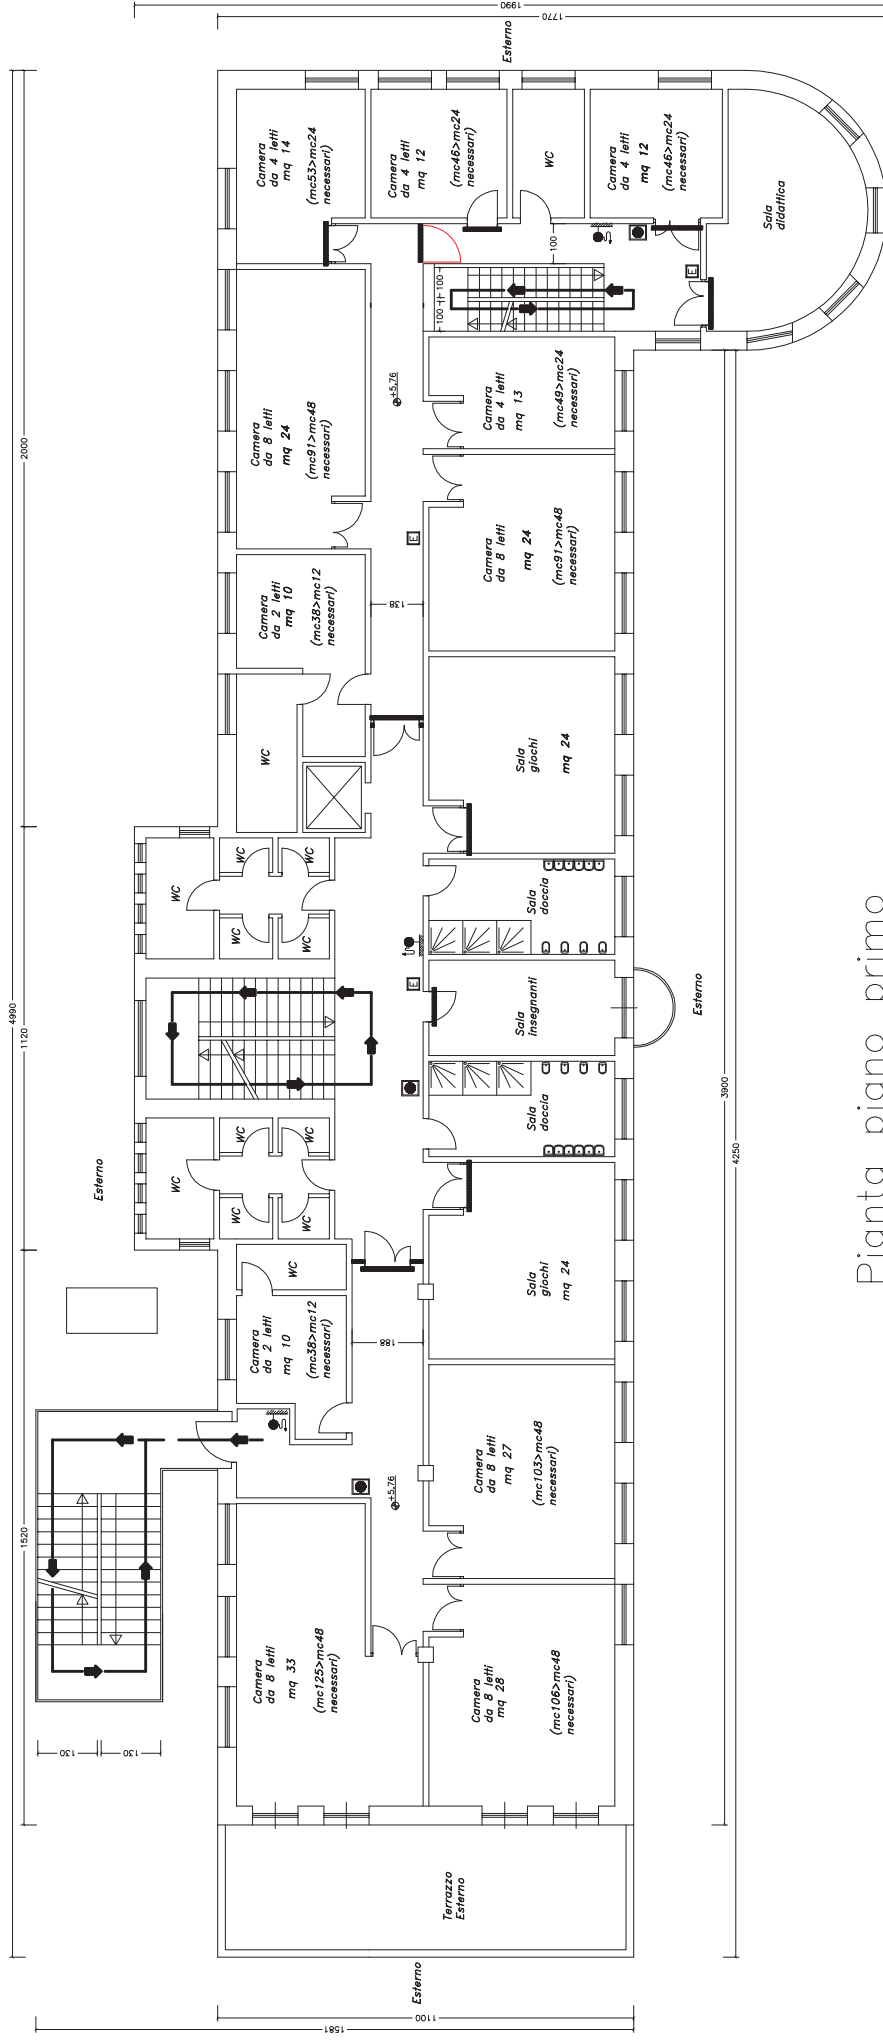 1990
1770
Esterno
4990
2000
1120
1120
1520
Camera
da 4 letti
mq 14
(mc53>mc24
necessari)
Camera
da 4 letti
mq 12
(mc46>mc24
necessari)
WC
Camera
da 4 letti
mq 12
(mc46>mc24
necessari)
Sala
didattica
100
100
100
E
+5,76
Camera
da 8 letti
mq 24
(mc91>mc48
necessari)
Camera
da 4 letti
mq 13
(mc49>mc24
necessari)
Camera
da 8 letti
mq 24
(mc91>mc48
necessari)
E
138
Camera
da 2 letti
mq 10
(mc38>mc12
necessari)
WC
Sala
giochi
mq 24
WC
WC
WC
WC
WC
Sala
doccia
E
Sala
insegnanti
Esterno
Sala
doccia
Esterno
WC
WC
WC
WC
WC
Sala
giochi
mq 24
WC
Camera
da 2 letti
mq 10
(mc38>mc12
necessari)
188
Camera
da 8 letti
mq 27
(mc103>mc48
necessari)
+5,76
Camera
da 8 letti
mq 33
(mc125>mc48
necessari)
Camera
da 8 letti
mq 28
(mc106>mc48
necessari)
130
130
3900
4250
Terrazzo
Esterno
Esterno
1100
1581
Pianta piano primo